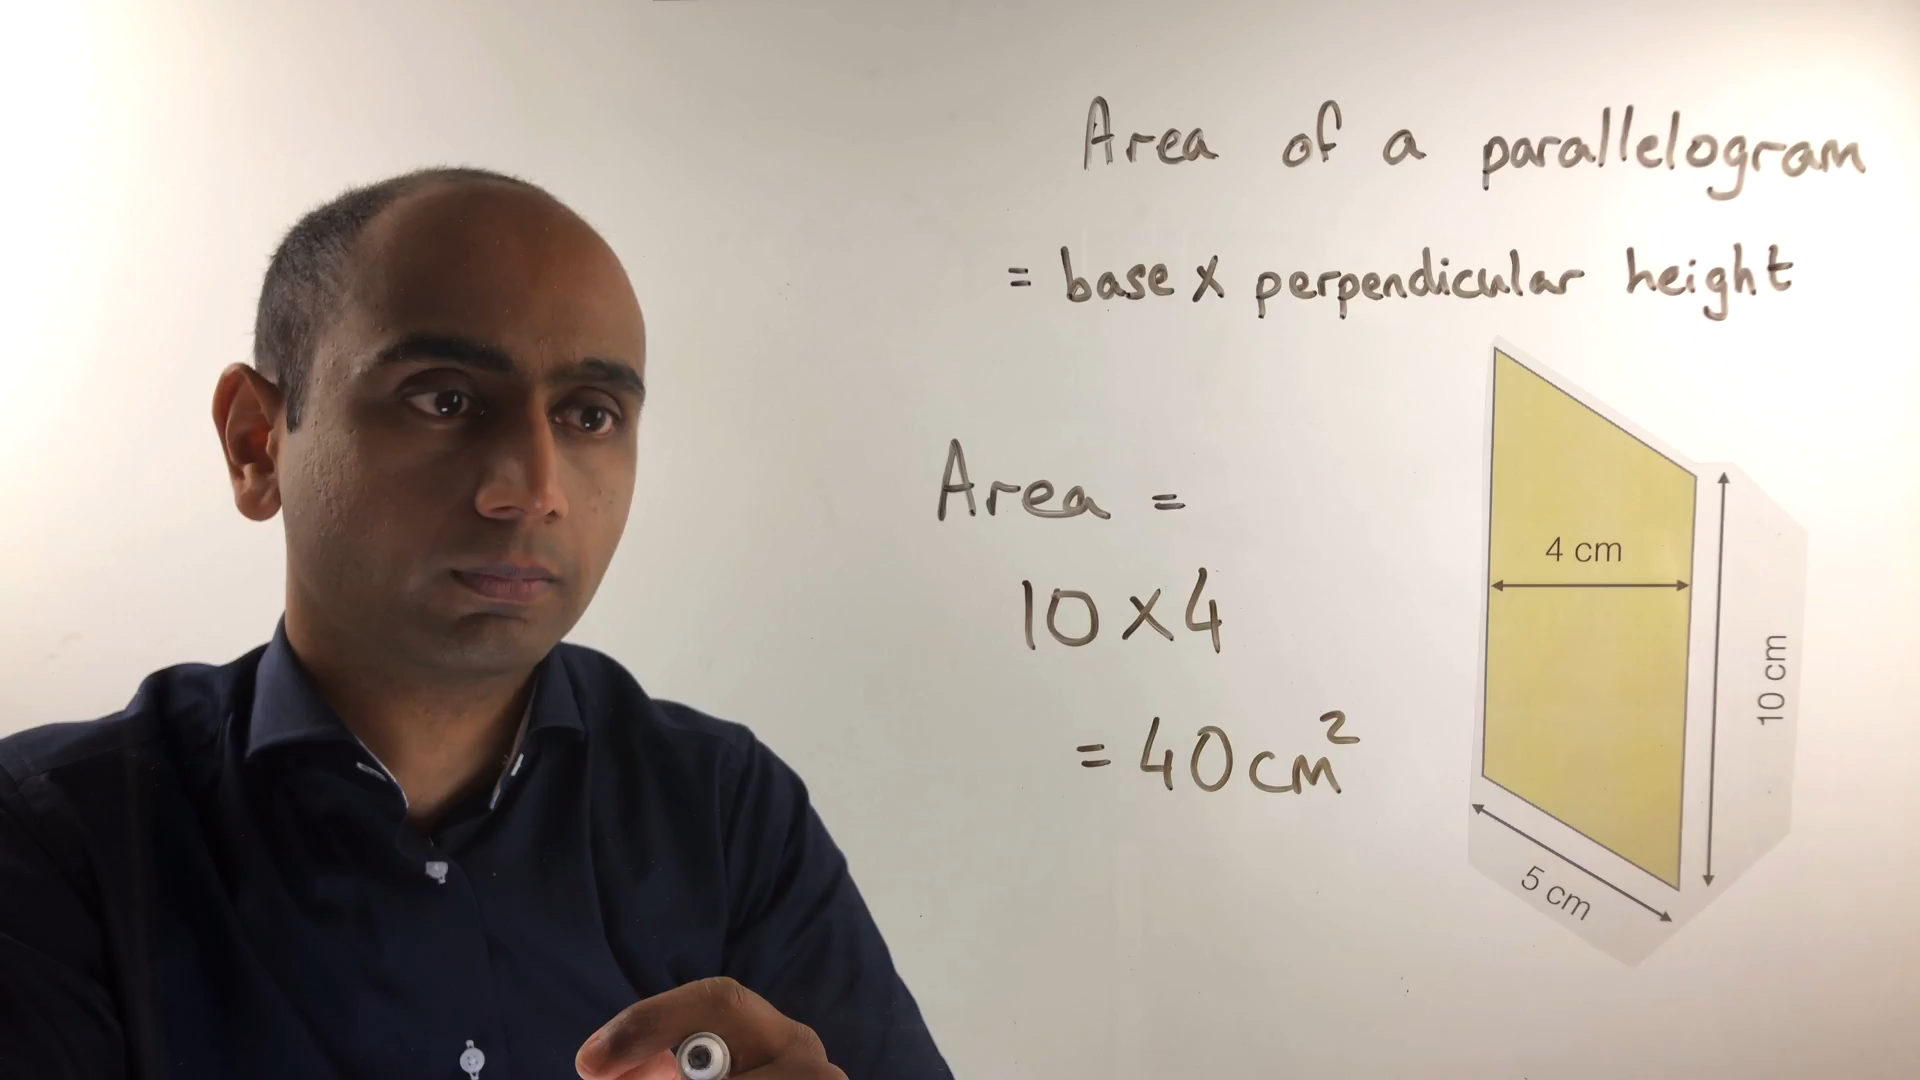 Area of a parallelogram
= base x perpendicular height
Area =
10 x 4
= 40 cm²
4 cm
10 cm
5 cm